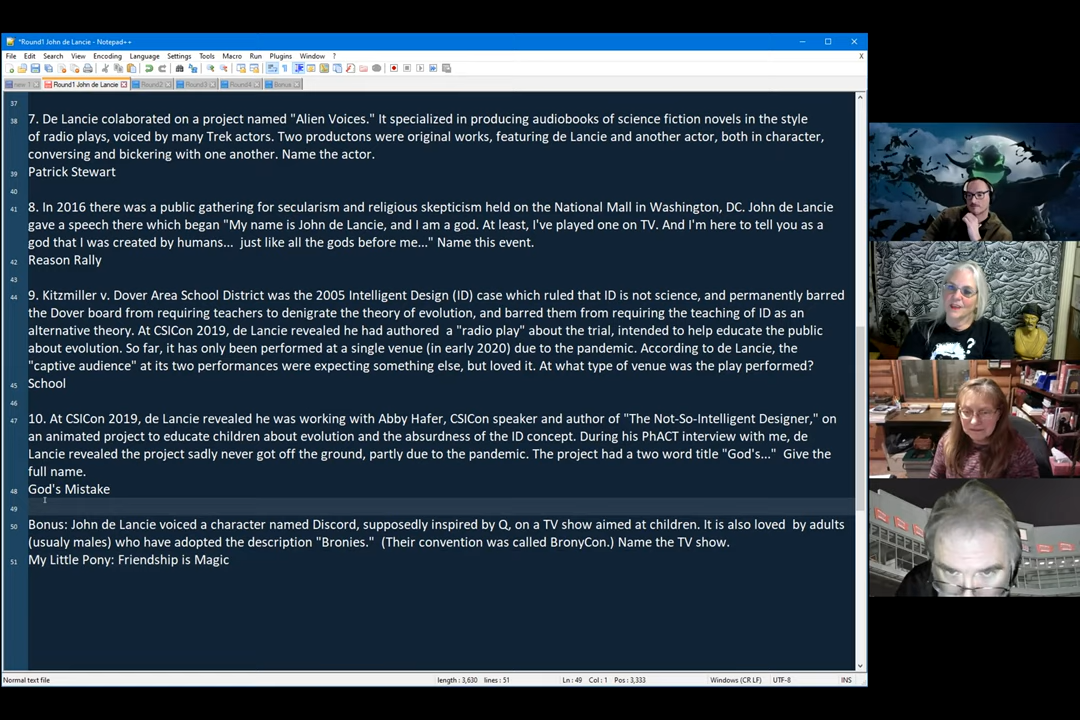 *Round1 John de Lancie - Notepad++
File Edit Search View Encoding Language Settings Tools Macro Run Plugins Window ? X
new 1 Round1 John de Lancie Round2 Round3 Round4 Bonus
37
38 7. De Lancie colaborated on a project named "Alien Voices." It specialized in producing audiobooks of science fiction novels in the style
of radio plays, voiced by many Trek actors. Two productons were original works, featuring de Lancie and another actor, both in character,
conversing and bickering with one another. Name the actor.
39 Patrick Stewart
40
41 8. In 2016 there was a public gathering for secularism and religious skepticism held on the National Mall in Washington, DC. John de Lancie
gave a speech there which began "My name is John de Lancie, and I am a god. At least, I've played one on TV. And I'm here to tell you as a
god that I was created by humans... just like all the gods before me..." Name this event.
42 Reason Rally
43
44 9. Kitzmiller v. Dover Area School District was the 2005 Intelligent Design (ID) case which ruled that ID is not science, and permanently barred
the Dover board from requiring teachers to denigrate the theory of evolution, and barred them from requiring the teaching of ID as an
alternative theory. At CSICon 2019, de Lancie revealed he had authored a "radio play" about the trial, intended to help educate the public
about evolution. So far, it has only been performed at a single venue (in early 2020) due to the pandemic. According to de Lancie, the
"captive audience" at its two performances were expecting something else, but loved it. At what type of venue was the play performed?
45 School
46
47 10. At CSICon 2019, de Lancie revealed he was working with Abby Hafer, CSICon speaker and author of "The Not-So-Intelligent Designer," on
an animated project to educate children about evolution and the absurdness of the ID concept. During his PhACT interview with me, de
Lancie revealed the project sadly never got off the ground, partly due to the pandemic. The project had a two word title "God's..." Give the
full name.
48 God's Mistake
49
50 Bonus: John de Lancie voiced a character named Discord, supposedly inspired by Q, on a TV show aimed at children. It is also loved by adults
(usualy males) who have adopted the description "Bronies." (Their convention was called BronyCon.) Name the TV show.
51 My Little Pony: Friendship is Magic
Normal text file length : 3,630 lines : 51 Ln : 49 Col : 1 Pos : 3,333 Windows (CR LF) UTF-8 INS